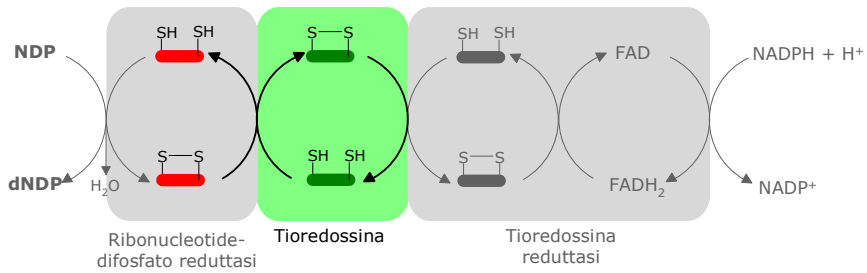 SH SH
S S
SH SH
NDP
FAD
NADPH + H⁺
S S
SH SH
S S
dNDP
H₂O
FADH₂
NADP⁺
Ribonucleotide-
difosfato reduttasi
Tioredossina
Tioredossina
reduttasi